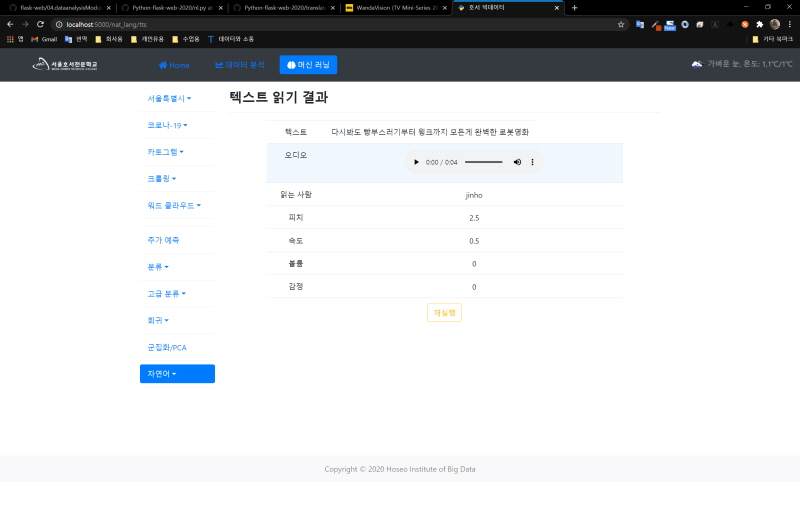 flask-web/04.dataanalysisModu
Python-flask-web-2020/nl.py at
Python-flask-web-2020/translat
WandaVision (TV Mini-Series 20
호서 빅데이터
localhost:5000/nat_lang/tts
앱 Gmail 번역 회사용 개인유용 수업용 데이터와 소통 기타 북마크
서울호서전문학교
Home 데이터 분석 머신 러닝 가벼운 눈, 온도: 1,1℃/1℃
서울특별시
코로나-19
카토그램
크롤링
워드 클라우드
주가 예측
분류
고급 분류
회귀
군집화/PCA
자연어
텍스트 읽기 결과
텍스트 다시봐도 빵부스러기부터 윙크까지 모든게 완벽한 로봇영화
오디오 0:00 / 0:04
읽는 사람 jinho
피치 2.5
속도 0.5
볼륨 0
감정 0
재실행
Copyright © 2020 Hoseo Institute of Big Data